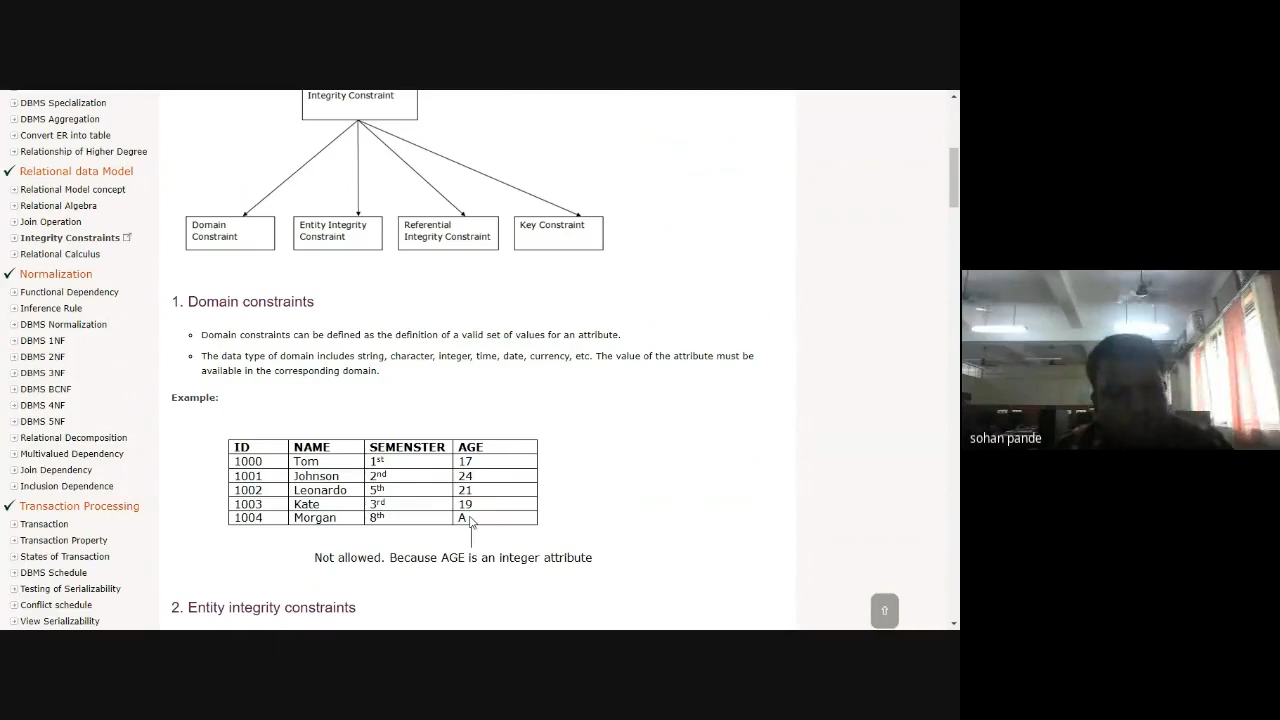 DBMS Specialization
DBMS Aggregation
Convert ER into table
Relationship of Higher Degree
Relational data Model
Relational Model concept
Relational Algebra
Join Operation
Integrity Constraints
Relational Calculus
Normalization
Functional Dependency
Inference Rule
DBMS Normalization
DBMS 1NF
DBMS 2NF
DBMS 3NF
DBMS BCNF
DBMS 4NF
DBMS 5NF
Relational Decomposition
Multivalued Dependency
Join Dependency
Inclusion Dependence
Transaction Processing
Transaction
Transaction Property
States of Transaction
DBMS Schedule
Testing of Serializability
Conflict schedule
View Serializability
Integrity Constraint
Domain
Constraint
Entity Integrity
Constraint
Referential
Integrity Constraint
Key Constraint
1. Domain constraints
Domain constraints can be defined as the definition of a valid set of values for an attribute.
The data type of domain includes string, character, integer, time, date, currency, etc. The value of the attribute must be
available in the corresponding domain.
Example:
ID NAME SEMENSTER AGE
1000 Tom 1st 17
1001 Johnson 2nd 24
1002 Leonardo 5th 21
1003 Kate 3rd 19
1004 Morgan 8th A
Not allowed. Because AGE is an integer attribute
2. Entity integrity constraints
sohan pande